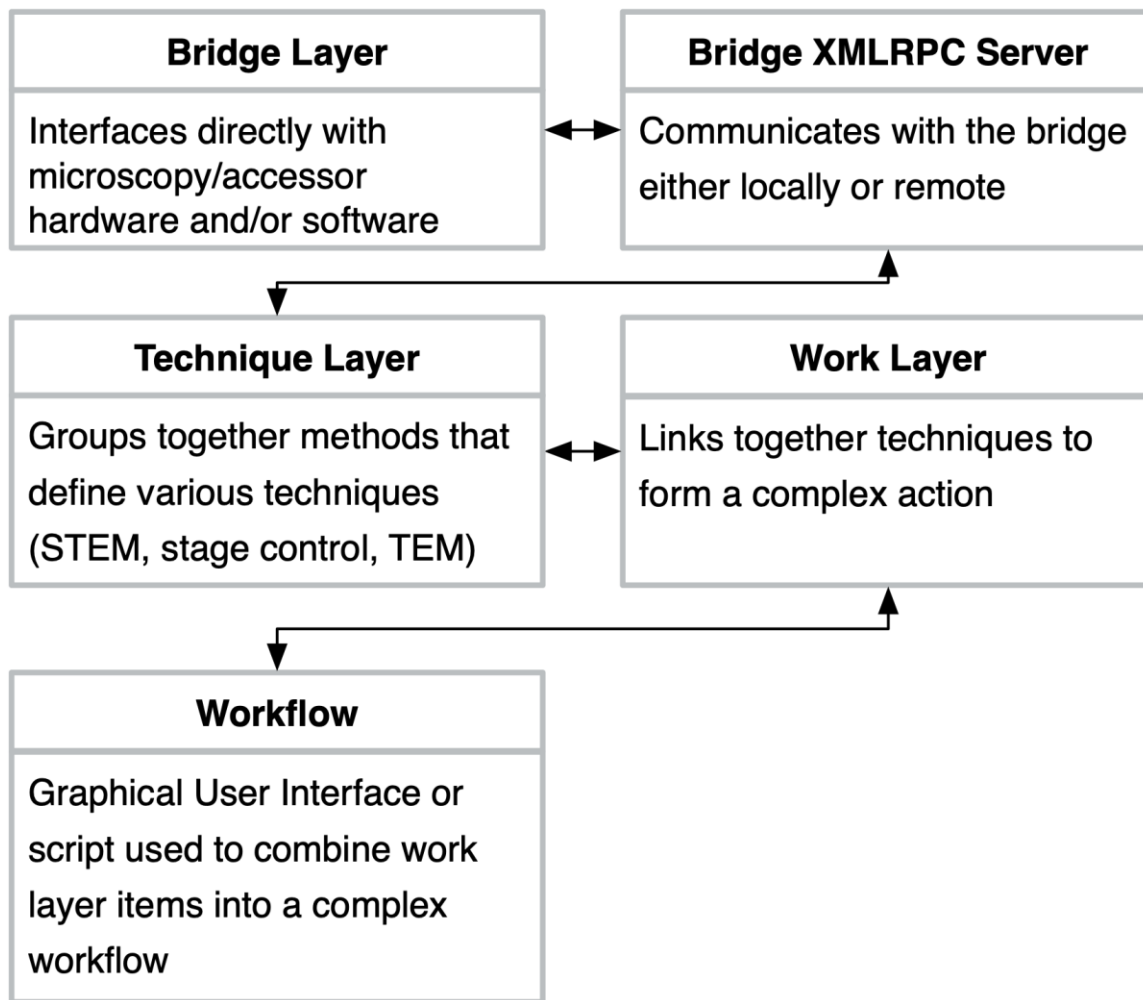 Bridge Layer
Interfaces directly with
microscopy/accessor
hardware and/or software
Bridge XMLRPC Server
Communicates with the bridge
either locally or remote
Technique Layer
Groups together methods that
define various techniques
(STEM, stage control, TEM)
Work Layer
Links together techniques to
form a complex action
Workflow
Graphical User Interface or
script used to combine work
layer items into a complex
workflow